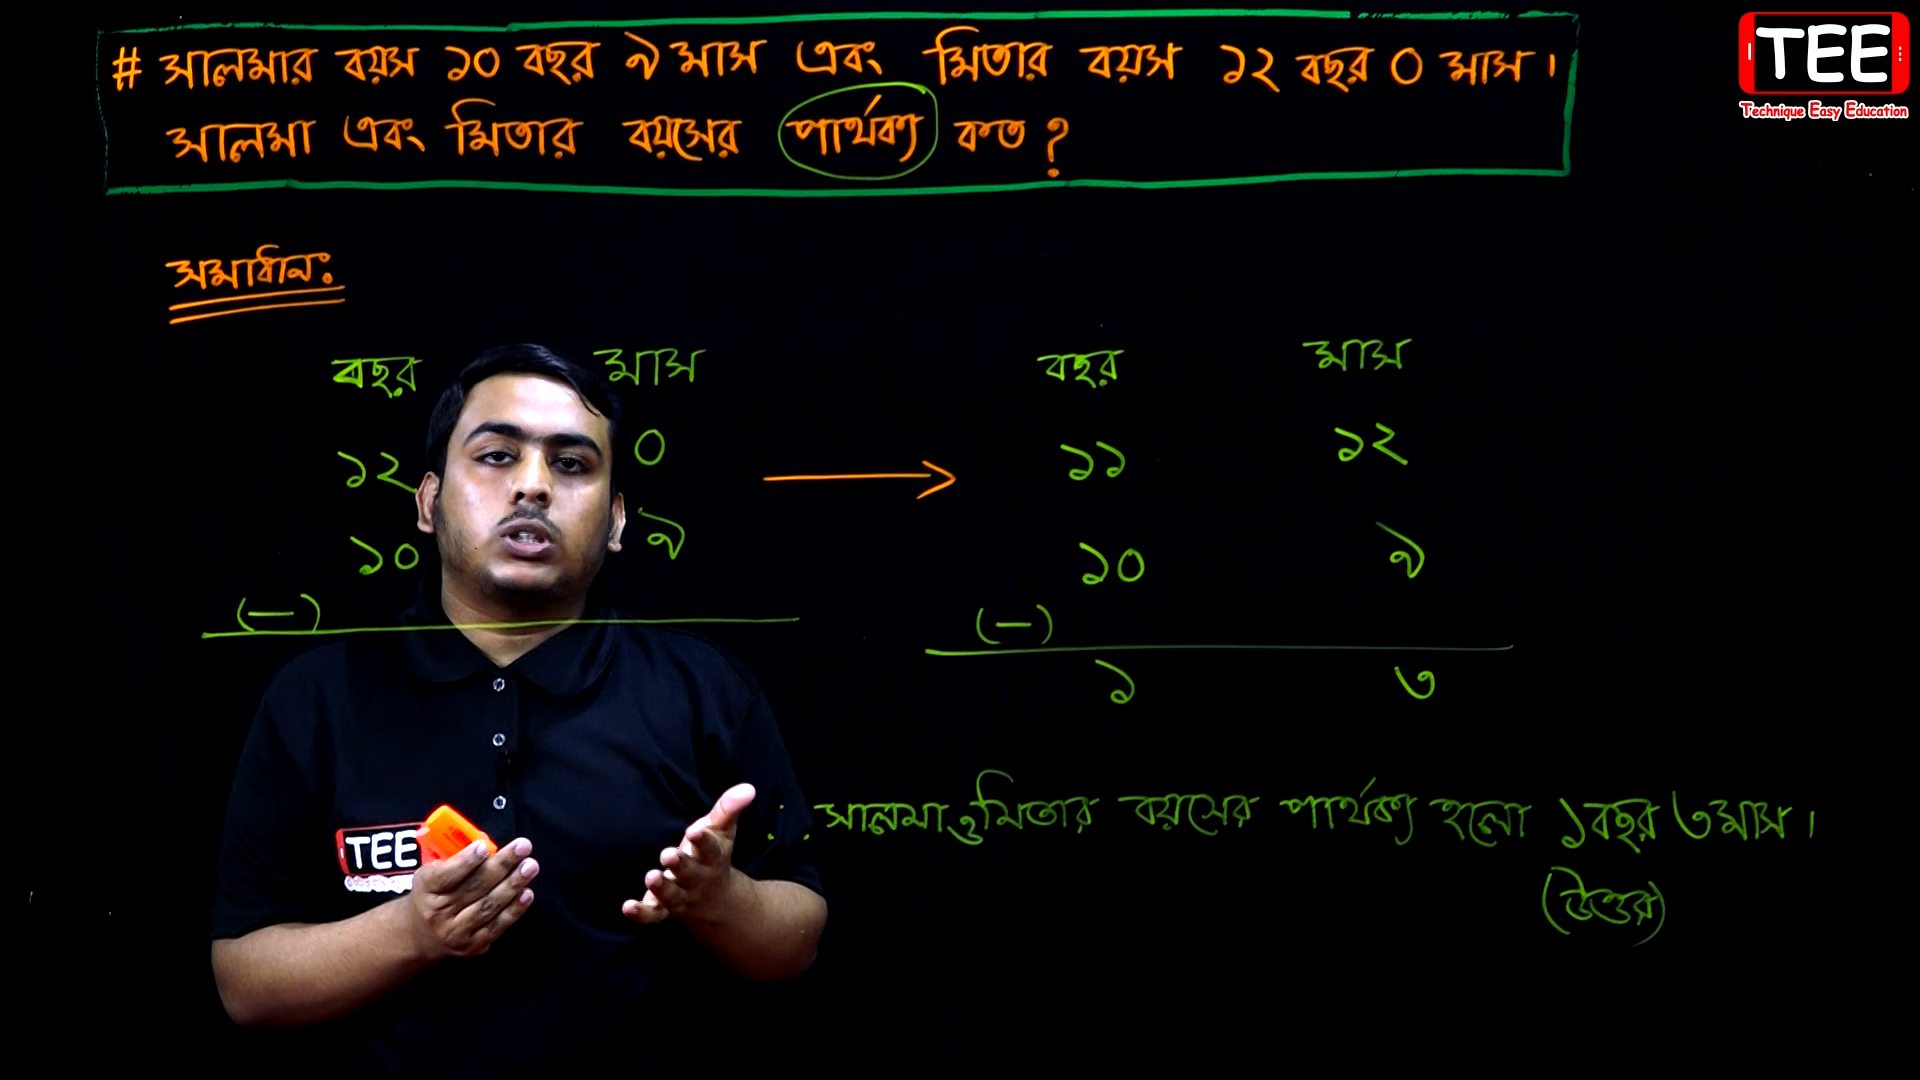 # সালমার বয়স ১০ বছর ৯ মাস এবং মিতার বয়স ১২ বছর ০ মাস।
সালমা এবং মিতার বয়সের পার্থক্য কত?
TEE
Technique Easy Education
সমাধান:
বছর মাস
১২ ০
১০ ৯
(—)
বছর মাস
১১ ১২
১০ ৯
(—)
১ ৩
∴ সালমা ও মিতার বয়সের পার্থক্য হলো ১ বছর ৩ মাস।
(উত্তর)
TEE